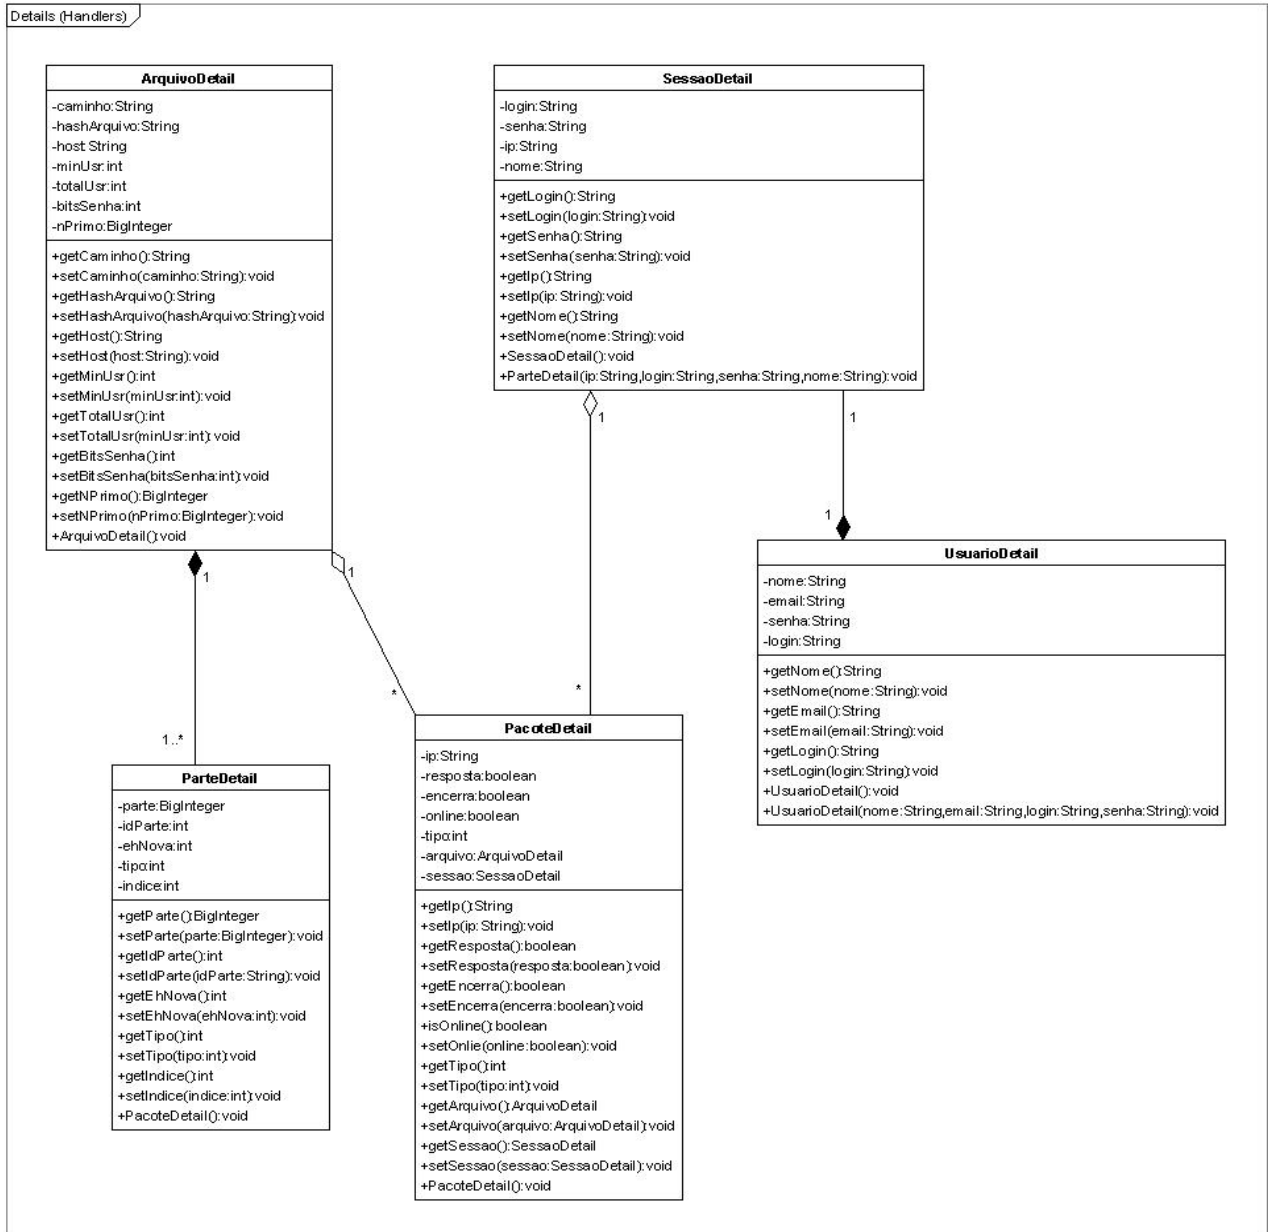 Details (Handlers)
ArquivoDetail
-caminho:String
-hashArquivo:String
-host:String
-minUsr:int
-totalUsr:int
-bitsSenha:int
-nPrimo:BigInteger
+getCaminho():String
+setCaminho(caminho:String):void
+getHashArquivo():String
+setHashArquivo(hashArquivo:String):void
+getHost():String
+setHost(host:String):void
+getMinUsr():int
+setMinUsr(minUsr:int):void
+getTotalUsr():int
+setTotalUsr(minUsr:int):void
+getBitsSenha():int
+setBitsSenha(bitsSenha:int):void
+getNPrimo():BigInteger
+setNPrimo(nPrimo:BigInteger):void
+ArquivoDetail():void
SessaoDetail
-login:String
-senha:String
-ip:String
-nome:String
+getLogin():String
+setLogin(login:String):void
+getSenha():String
+setSenha(senha:String):void
+getIp():String
+setIp(ip:String):void
+getNome():String
+setNome(nome:String):void
+SessaoDetail():void
+ParteDetail(ip:String,login:String,senha:String,nome:String):void
1
1
1
1
1
UsuarioDetail
-nome:String
-email:String
-senha:String
-login:String
+getNome():String
+setNome(nome:String):void
+getEmail():String
+setEmail(email:String):void
+getLogin():String
+setLogin(login:String):void
+UsuarioDetail():void
+UsuarioDetail(nome:String,email:String,login:String,senha:String):void
*
*
1..*
ParteDetail
-parte:BigInteger
-idParte:int
-ehNova:int
-tipo:int
-indice:int
+getParte():BigInteger
+setParte(parte:BigInteger):void
+getIdParte():int
+setIdParte(idParte:String):void
+getEhNova():int
+setEhNova(ehNova:int):void
+getTipo():int
+setTipo(tipo:int):void
+getIndice():int
+setIndice(indice:int):void
+PacoteDetail():void
PacoteDetail
-ip:String
-resposta:boolean
-encerra:boolean
-online:boolean
-tipo:int
-arquivo:ArquivoDetail
-sessao:SessaoDetail
+getIp():String
+setIp(ip:String):void
+getResposta():boolean
+setResposta(resposta:boolean):void
+getEncerra():boolean
+setEncerra(encerra:boolean):void
+isOnline():boolean
+setOnlie(online:boolean):void
+getTipo():int
+setTipo(tipo:int):void
+getArquivo():ArquivoDetail
+setArquivo(arquivo:ArquivoDetail):void
+getSessao():SessaoDetail
+setSessao(sessao:SessaoDetail):void
+PacoteDetail():void